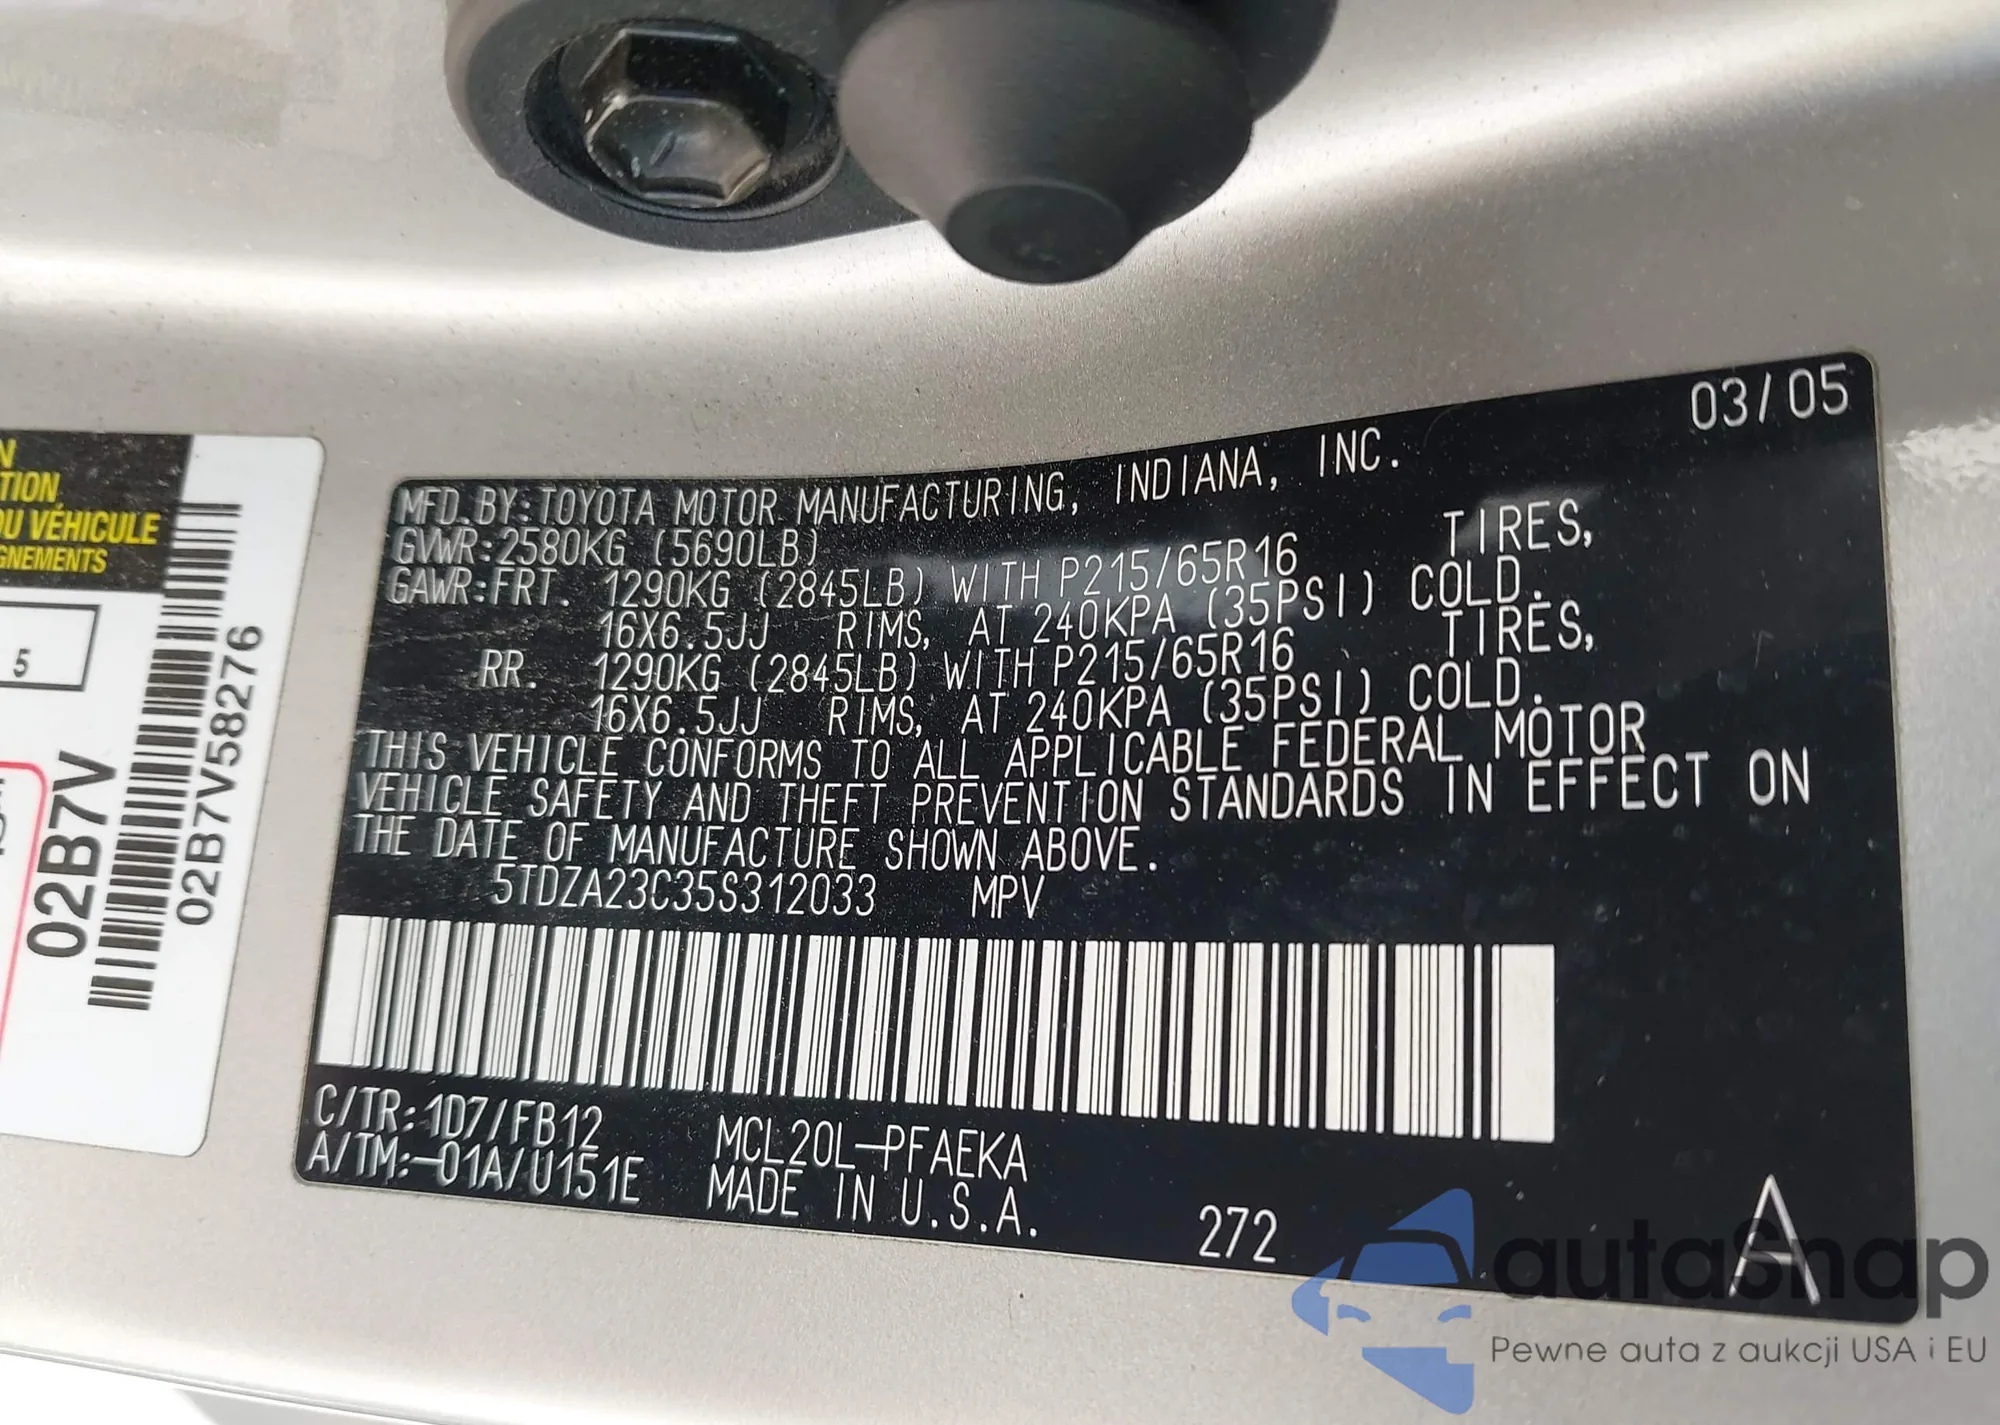 03/05
MFD.BY:TOYOTA MOTOR MANUFACTURING, INDIANA, INC.
GVWR:2580KG (5690LB)
GAWR:FRT. 1290KG (2845LB) WITH P215/65R16 TIRES,
16X6.5JJ RIMS, AT 240KPA (35PSI) COLD.
RR. 1290KG (2845LB) WITH P215/65R16 TIRES,
16X6.5JJ RIMS, AT 240KPA (35PSI) COLD.
THIS VEHICLE CONFORMS TO ALL APPLICABLE FEDERAL MOTOR
VEHICLE SAFETY AND THEFT PREVENTION STANDARDS IN EFFECT ON
THE DATE OF MANUFACTURE SHOWN ABOVE.
5TDZA23C35S312033 MPV
C/TR:1D7/FB12 MCL20L-PFAEKA
A/TM:-01A/U151E MADE IN U.S.A.
272
A
N
TION
DU VÉHICULE
GNEMENTS
5
02B7V
02B7V58276
autoSnap
Pewne auta z aukcji USA i EU